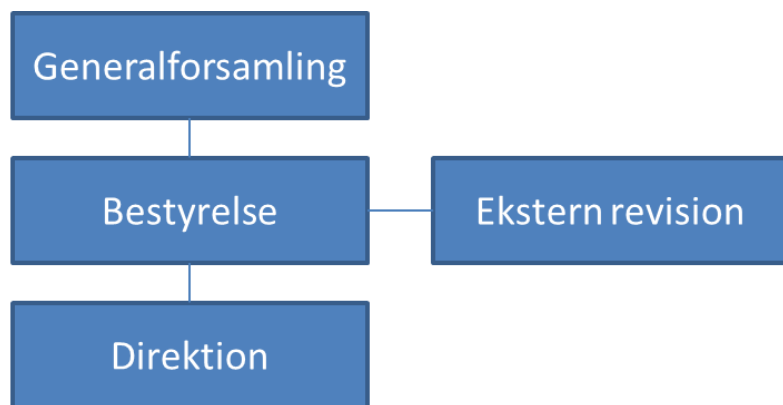 Generalforsamling
Bestyrelse
Ekstern revision
Direktion